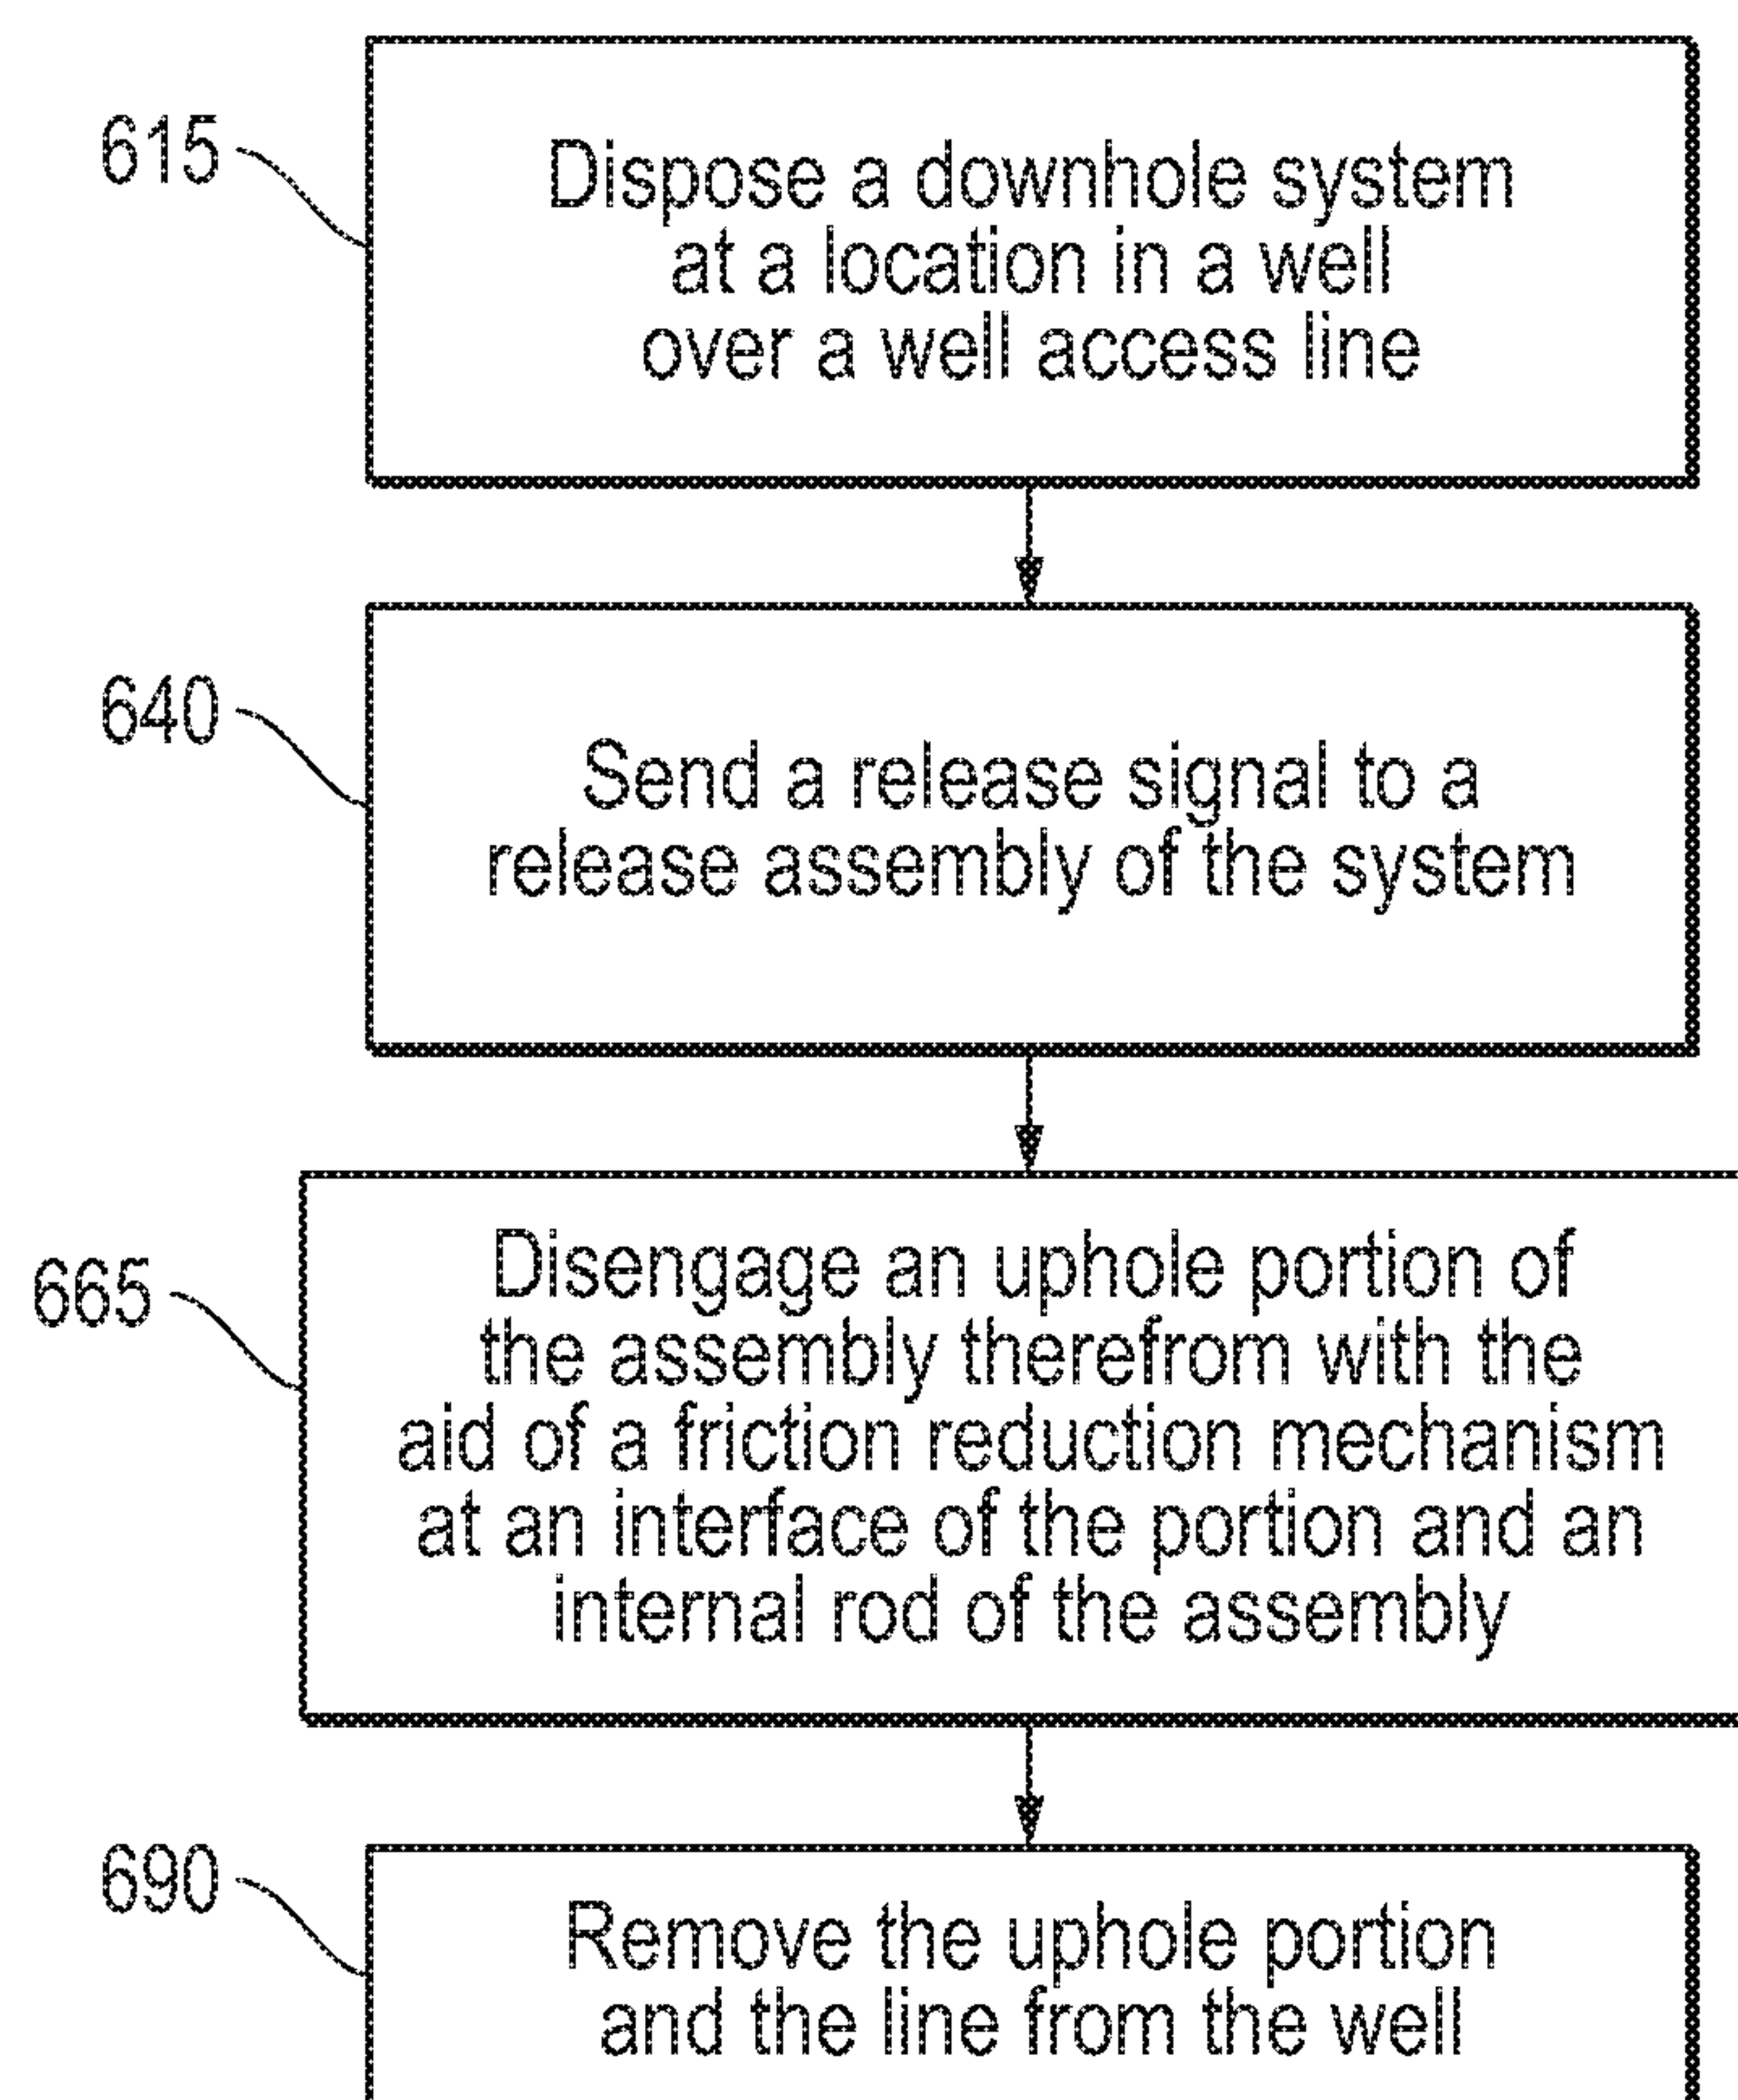 615
Dispose a downhole system
at a location in a well
over a well access line
640
Send a release signal to a
release assembly of the system
665
Disengage an uphole portion of
the assembly therefrom with the
aid of a friction reduction mechanism
at an interface of the portion and an
internal rod of the assembly
690
Remove the uphole portion
and the line from the well